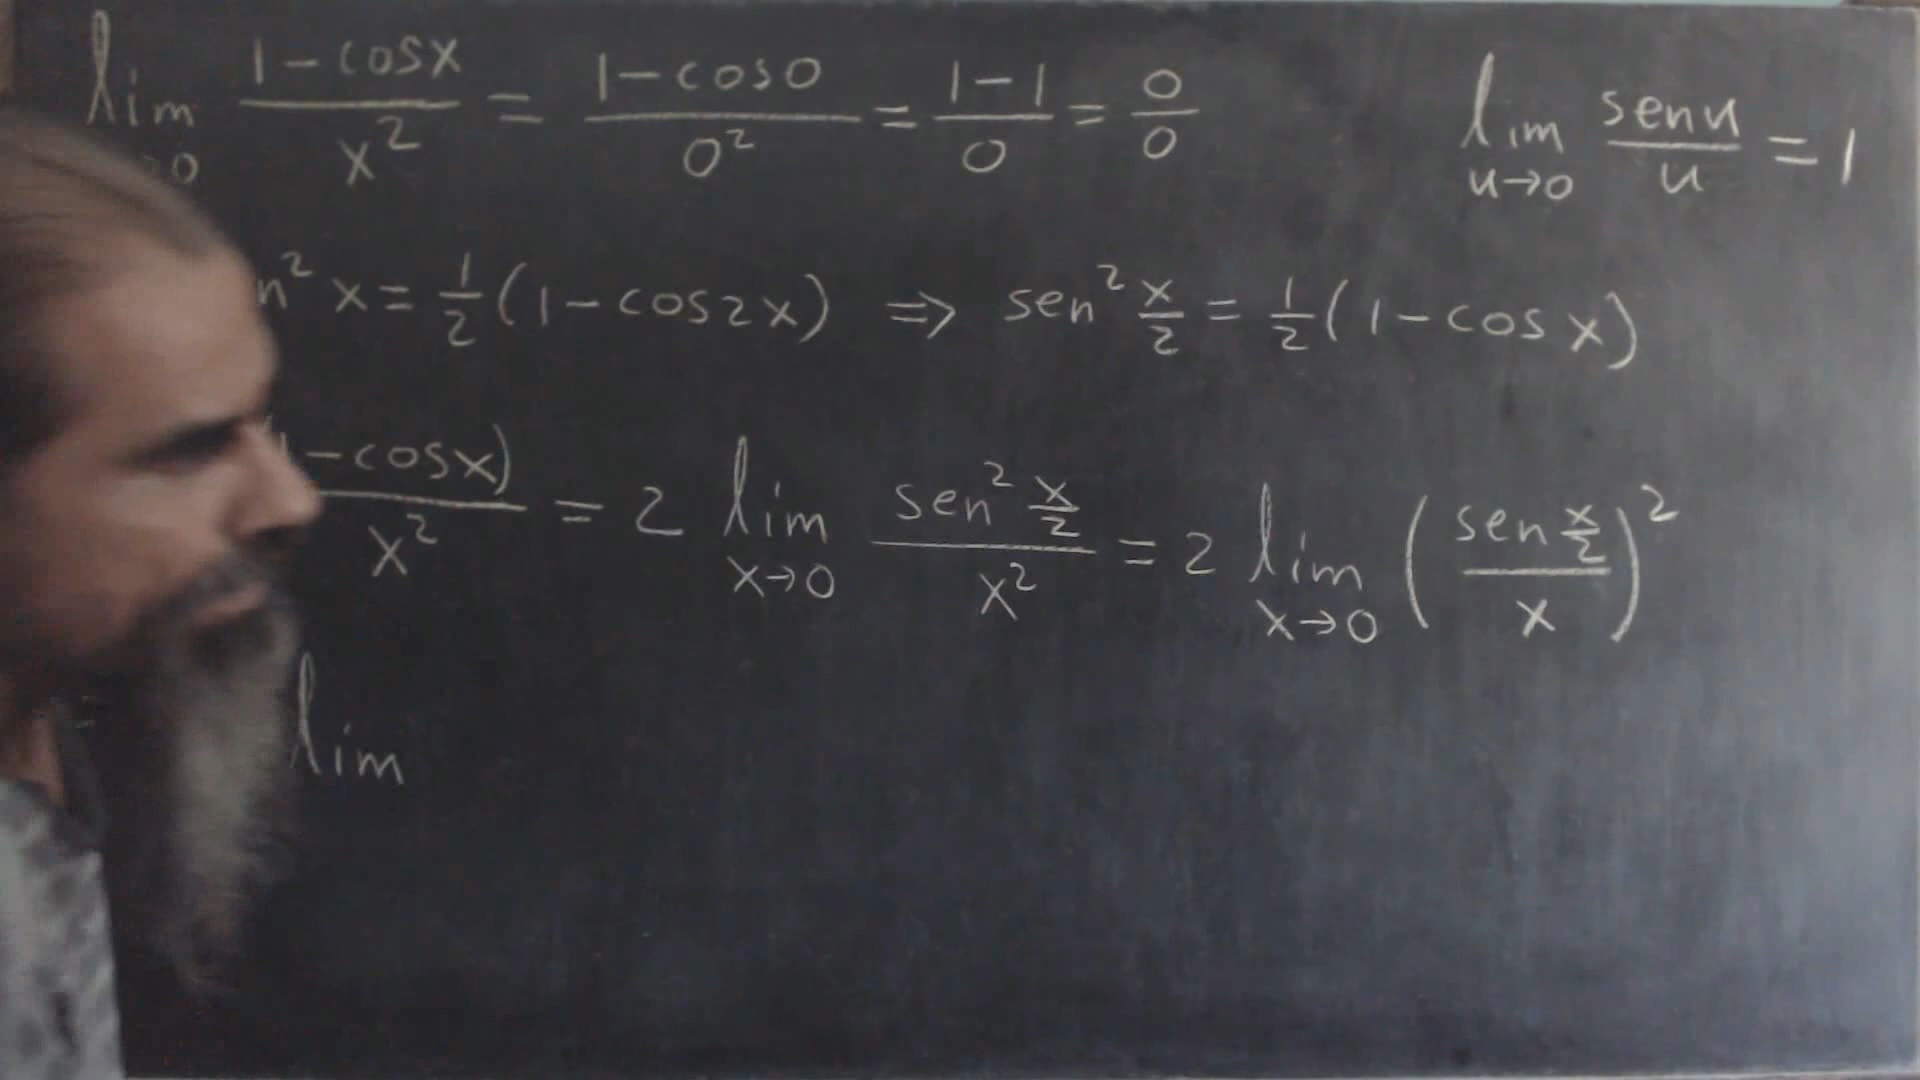 lim 1-cosx/x² = 1-cos0/0² = 1-1/0 = 0/0 lim u→0 senu/u = 1
n² x = 1/2 (1-cos2x) ⇒ sen² x/2 = 1/2 (1-cos x)
-cosx)/x² = 2 lim x→0 sen² x/2 / x² = 2 lim x→0 (sen x/2 / x)²
lim